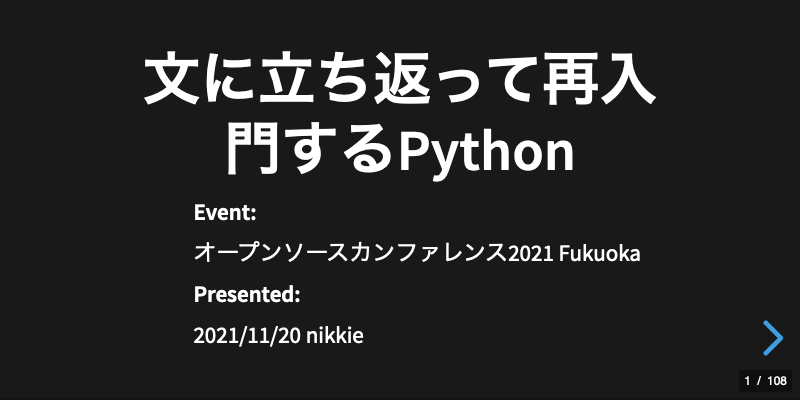 文に立ち返って再入
門するPython
Event:
オープンソースカンファレンス2021 Fukuoka
Presented:
2021/11/20 nikkie
1 / 108